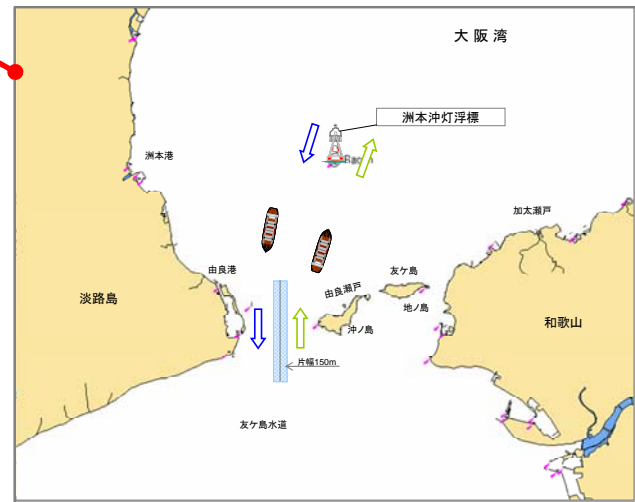 大阪湾
洲本沖灯浮標
Racon
洲本港
加太瀬戸
友ケ島
由良港
由良瀬戸
地ノ島
淡路島
沖ノ島
和歌山
片幅150m
友ケ島水道